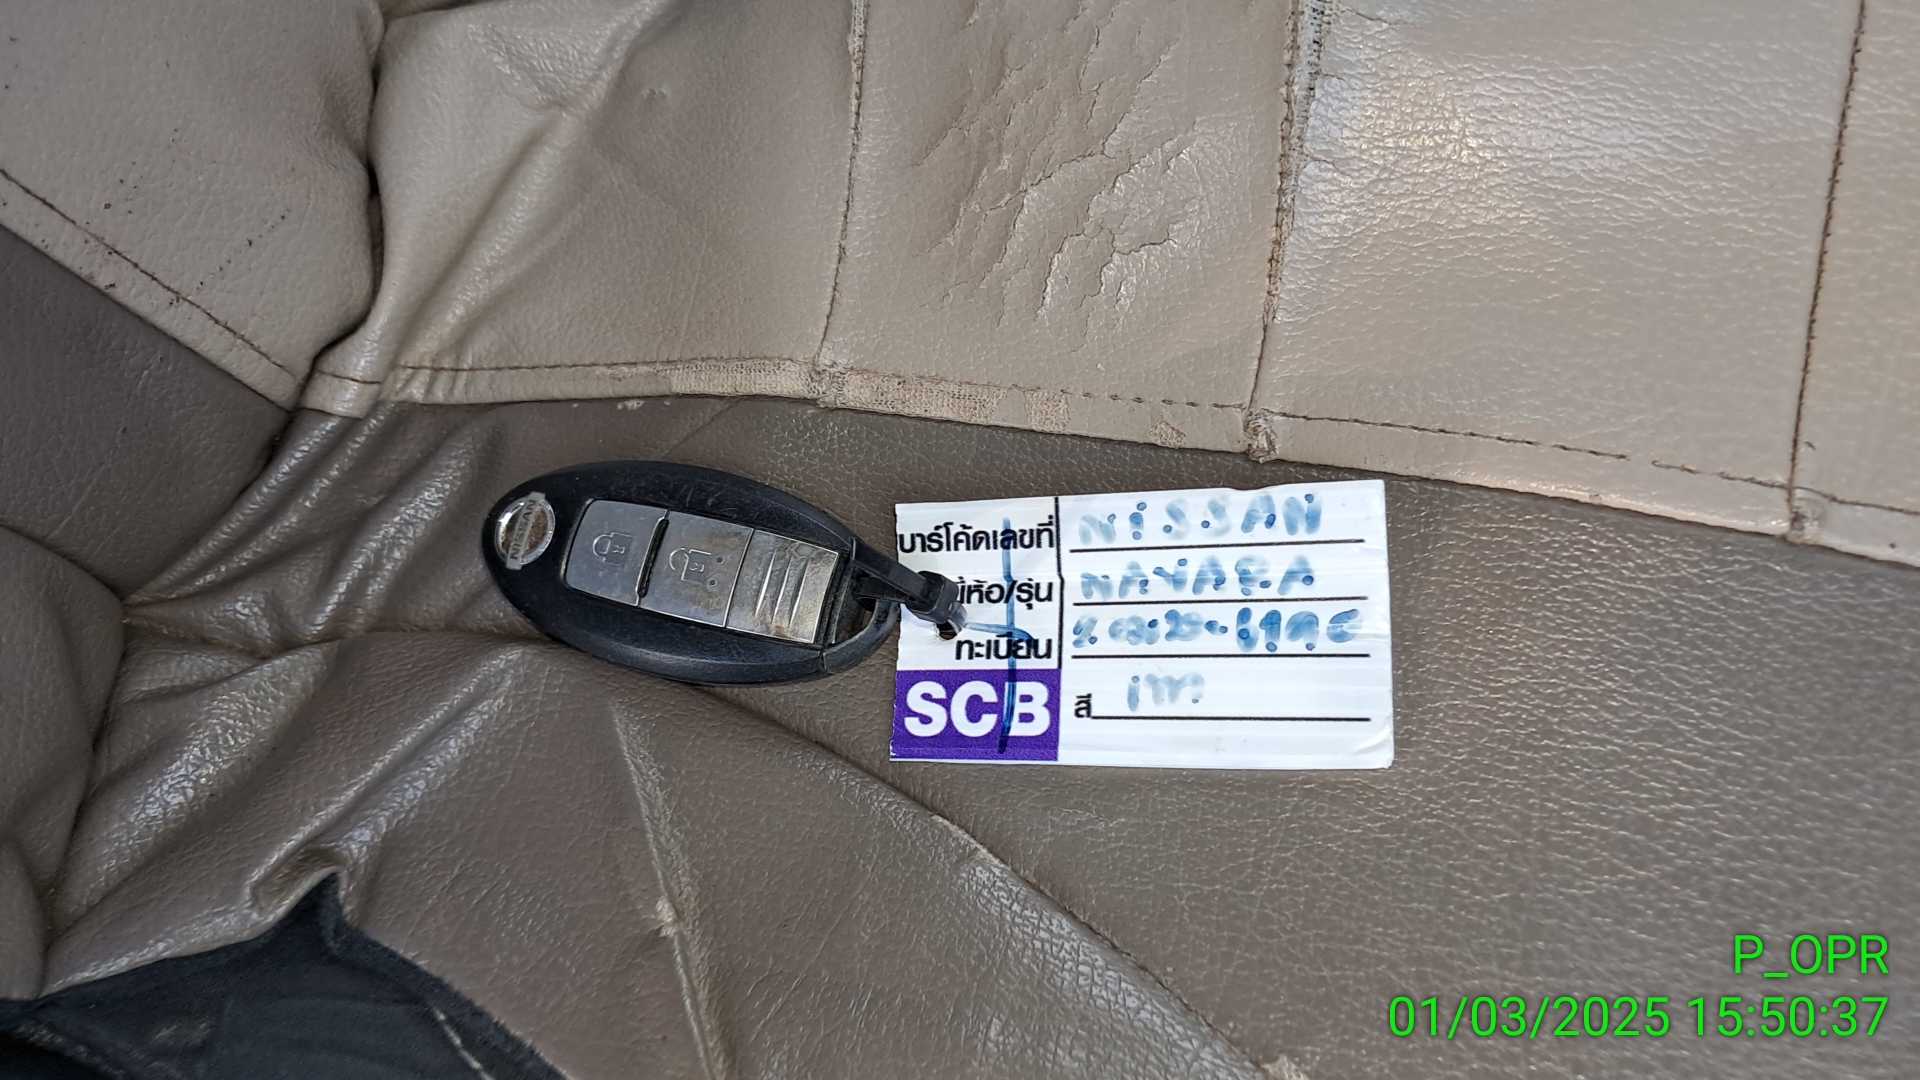 NISSAN
บาร์โค้ดเลขที่ NISSAN
ยี่ห้อ/รุ่น NAVARA
ทะเบียน
SCB
สี เทา
P_OPR
01/03/2025 15:50:37